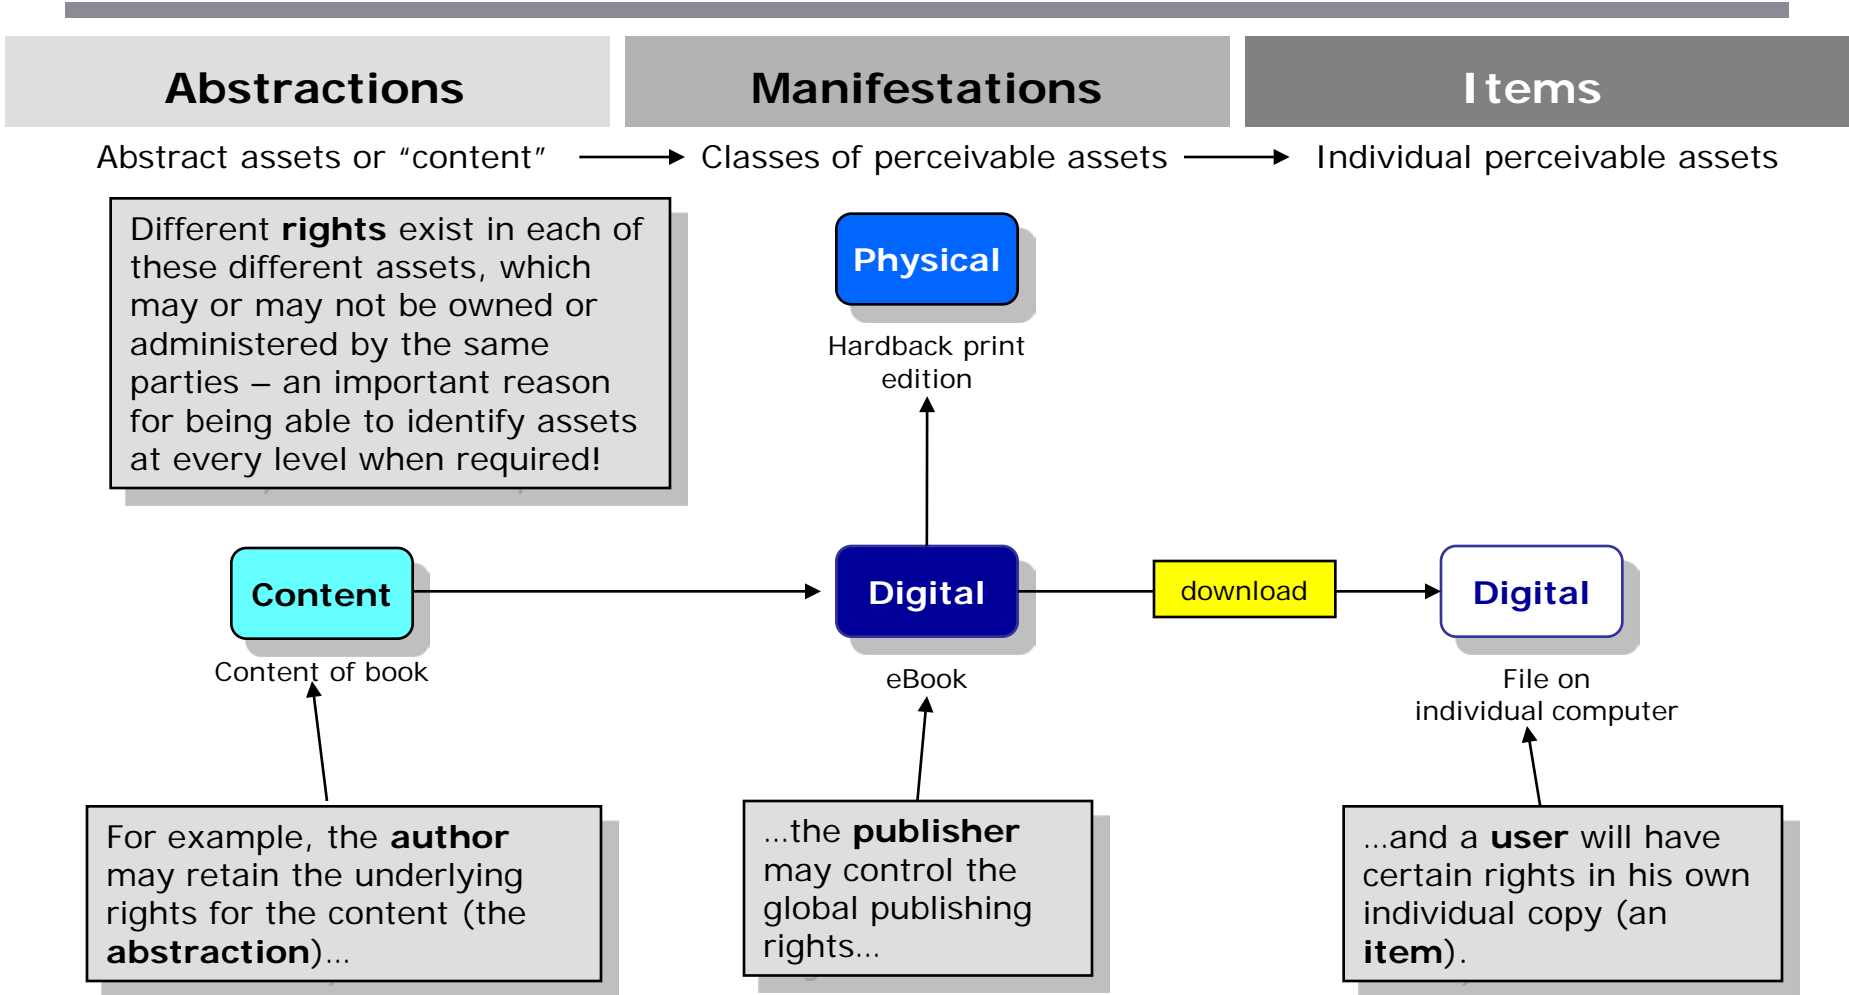 Abstractions
Manifestations
Items
Abstract assets or “content”
Classes of perceivable assets
Individual perceivable assets
Different rights exist in each of
these different assets, which
may or may not be owned or
administered by the same
parties – an important reason
for being able to identify assets
at every level when required!
Physical
Hardback print
edition
Content
Content of book
Digital
eBook
download
Digital
File on
individual computer
For example, the author
may retain the underlying
rights for the content (the
abstraction)…
…the publisher
may control the
global publishing
rights…
…and a user will have
certain rights in his own
individual copy (an
item).